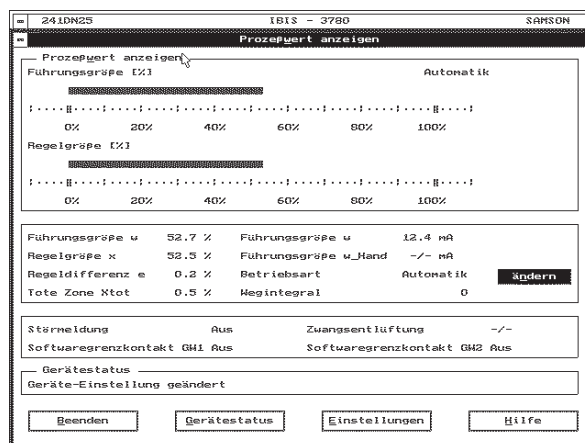 241DN25 IBIS - 3780 SAMSON
Prozeßwert anzeigen
Prozeßwert anzeigen
Führungsgröße [%] Automatik
0% 20% 40% 60% 80% 100%
Regelgröße [%]
0% 20% 40% 60% 80% 100%
Führungsgröße w 52.7 % Führungsgröße w 12.4 mA
Regelgröße x 52.5 % Führungsgröße w_Hand -/- mA
Regeldifferenz e 0.2 % Betriebsart Automatik ändern
Tote Zone Xtot 0.5 % Wegintegral 0
Störmeldung Aus Zwangsentlüftung -/-
Softwaregrenzkontakt GW1 Aus Softwaregrenzkontakt GW2 Aus
Gerätestatus
Geräte-Einstellung geändert
Beenden Gerätestatus Einstellungen Hilfe